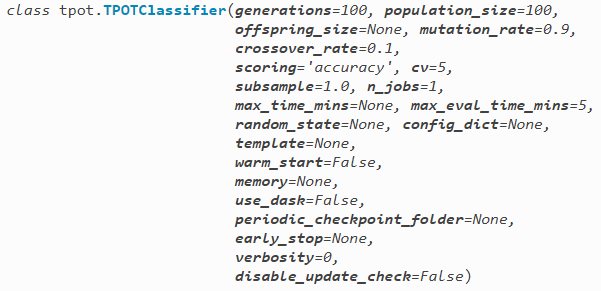 class tpot.TPOTClassifier(generations=100, population_size=100,
offspring_size=None, mutation_rate=0.9,
crossover_rate=0.1,
scoring='accuracy', cv=5,
subsample=1.0, n_jobs=1,
max_time_mins=None, max_eval_time_mins=5,
random_state=None, config_dict=None,
template=None,
warm_start=False,
memory=None,
use_dask=False,
periodic_checkpoint_folder=None,
early_stop=None,
verbosity=0,
disable_update_check=False)